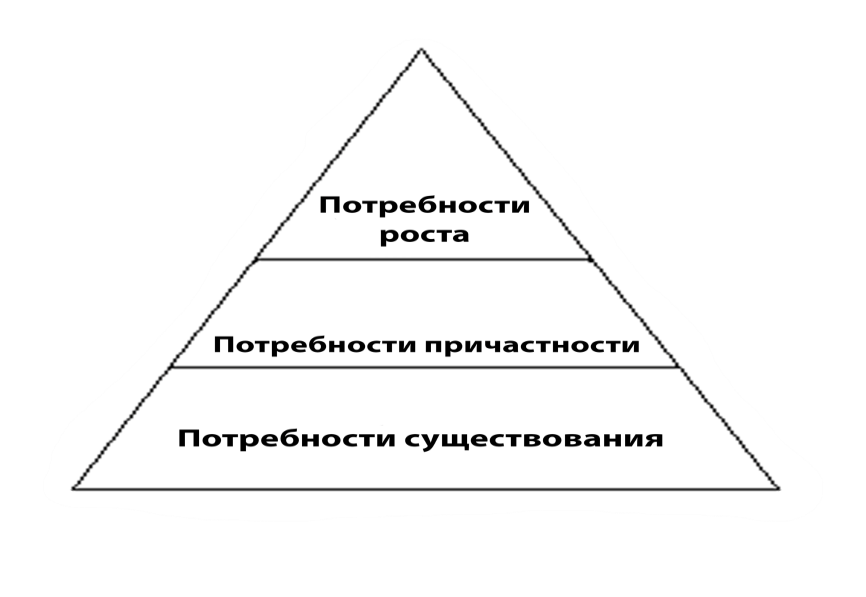 Потребности
роста
Потребности причастности
Потребности существования